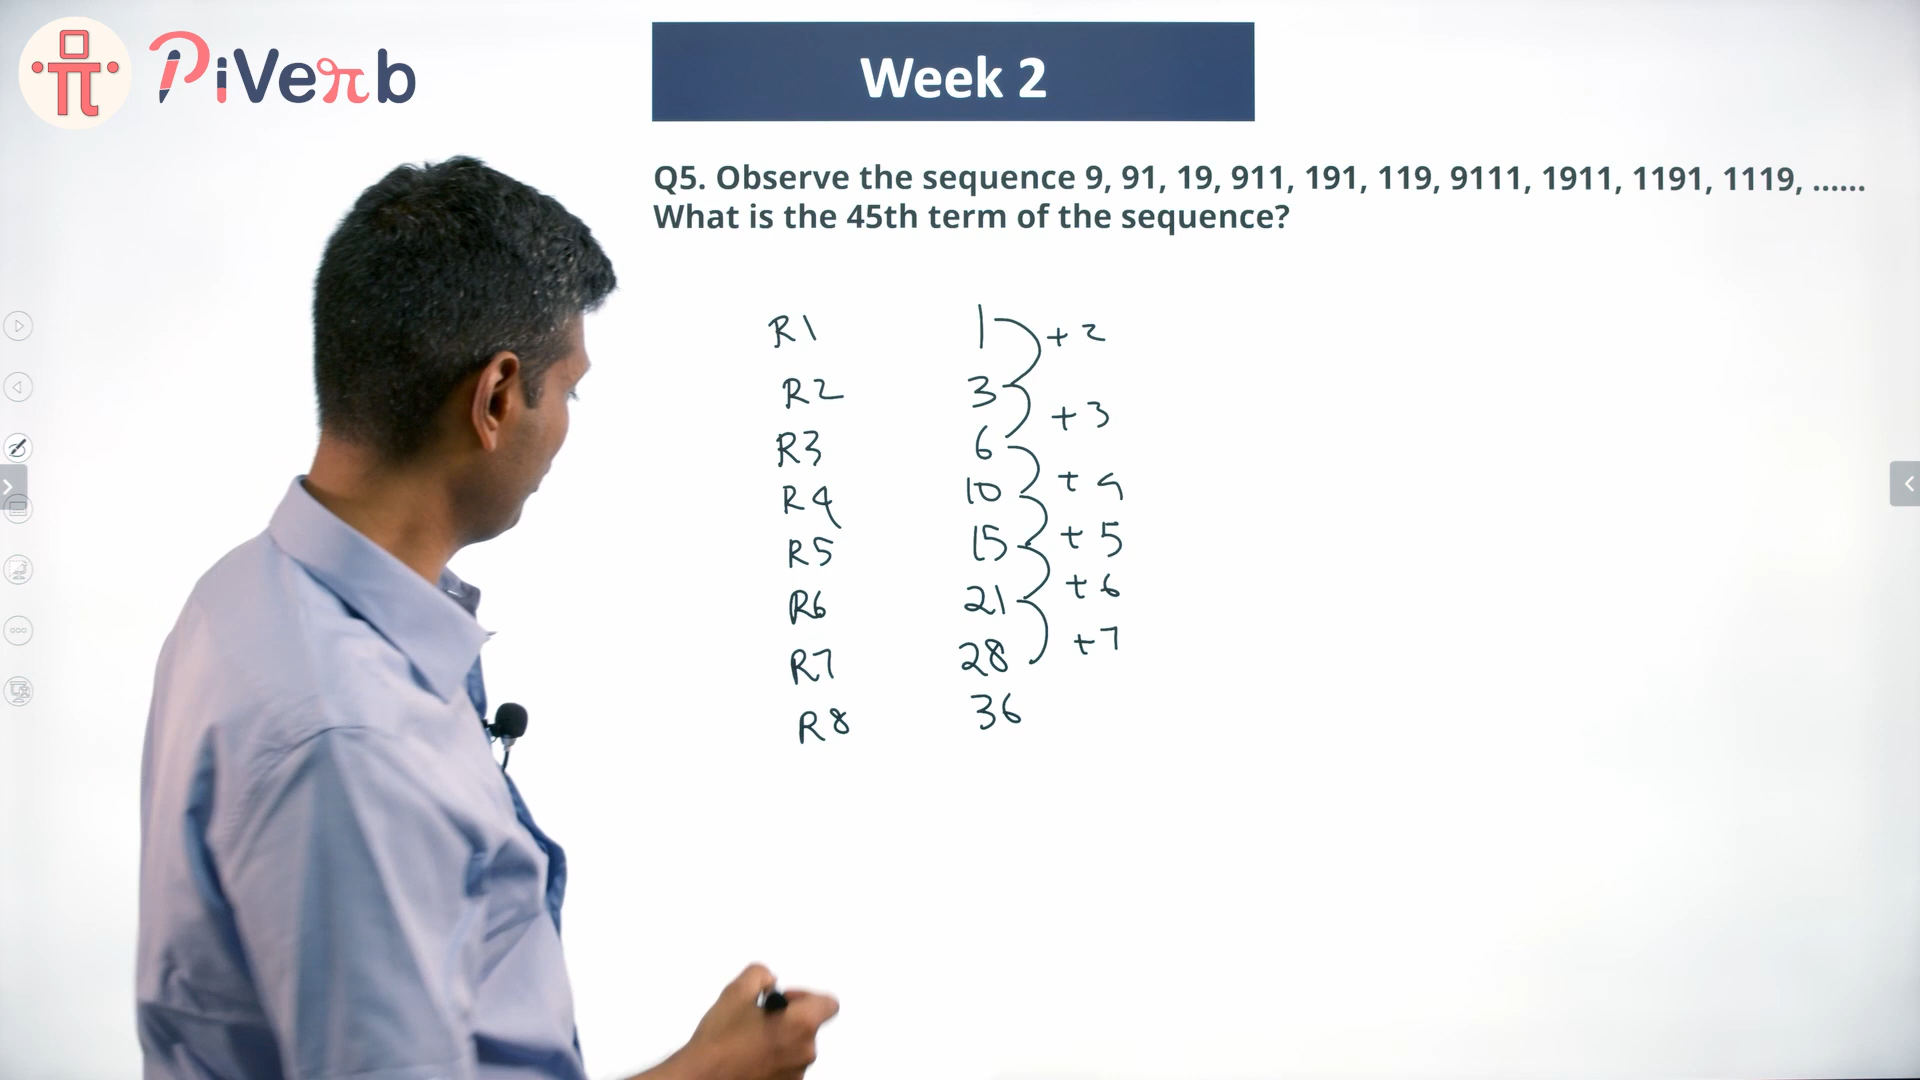 PiVerb
Week 2
Q5. Observe the sequence 9, 91, 19, 911, 191, 119, 9111, 1911, 1191, 1119, ......
What is the 45th term of the sequence?
R1 1 + 2
R2 3
+ 3
R3 6
R4 10 + 4
R5 15 + 5
R6 21 + 6
R7 28 + 7
R8 36